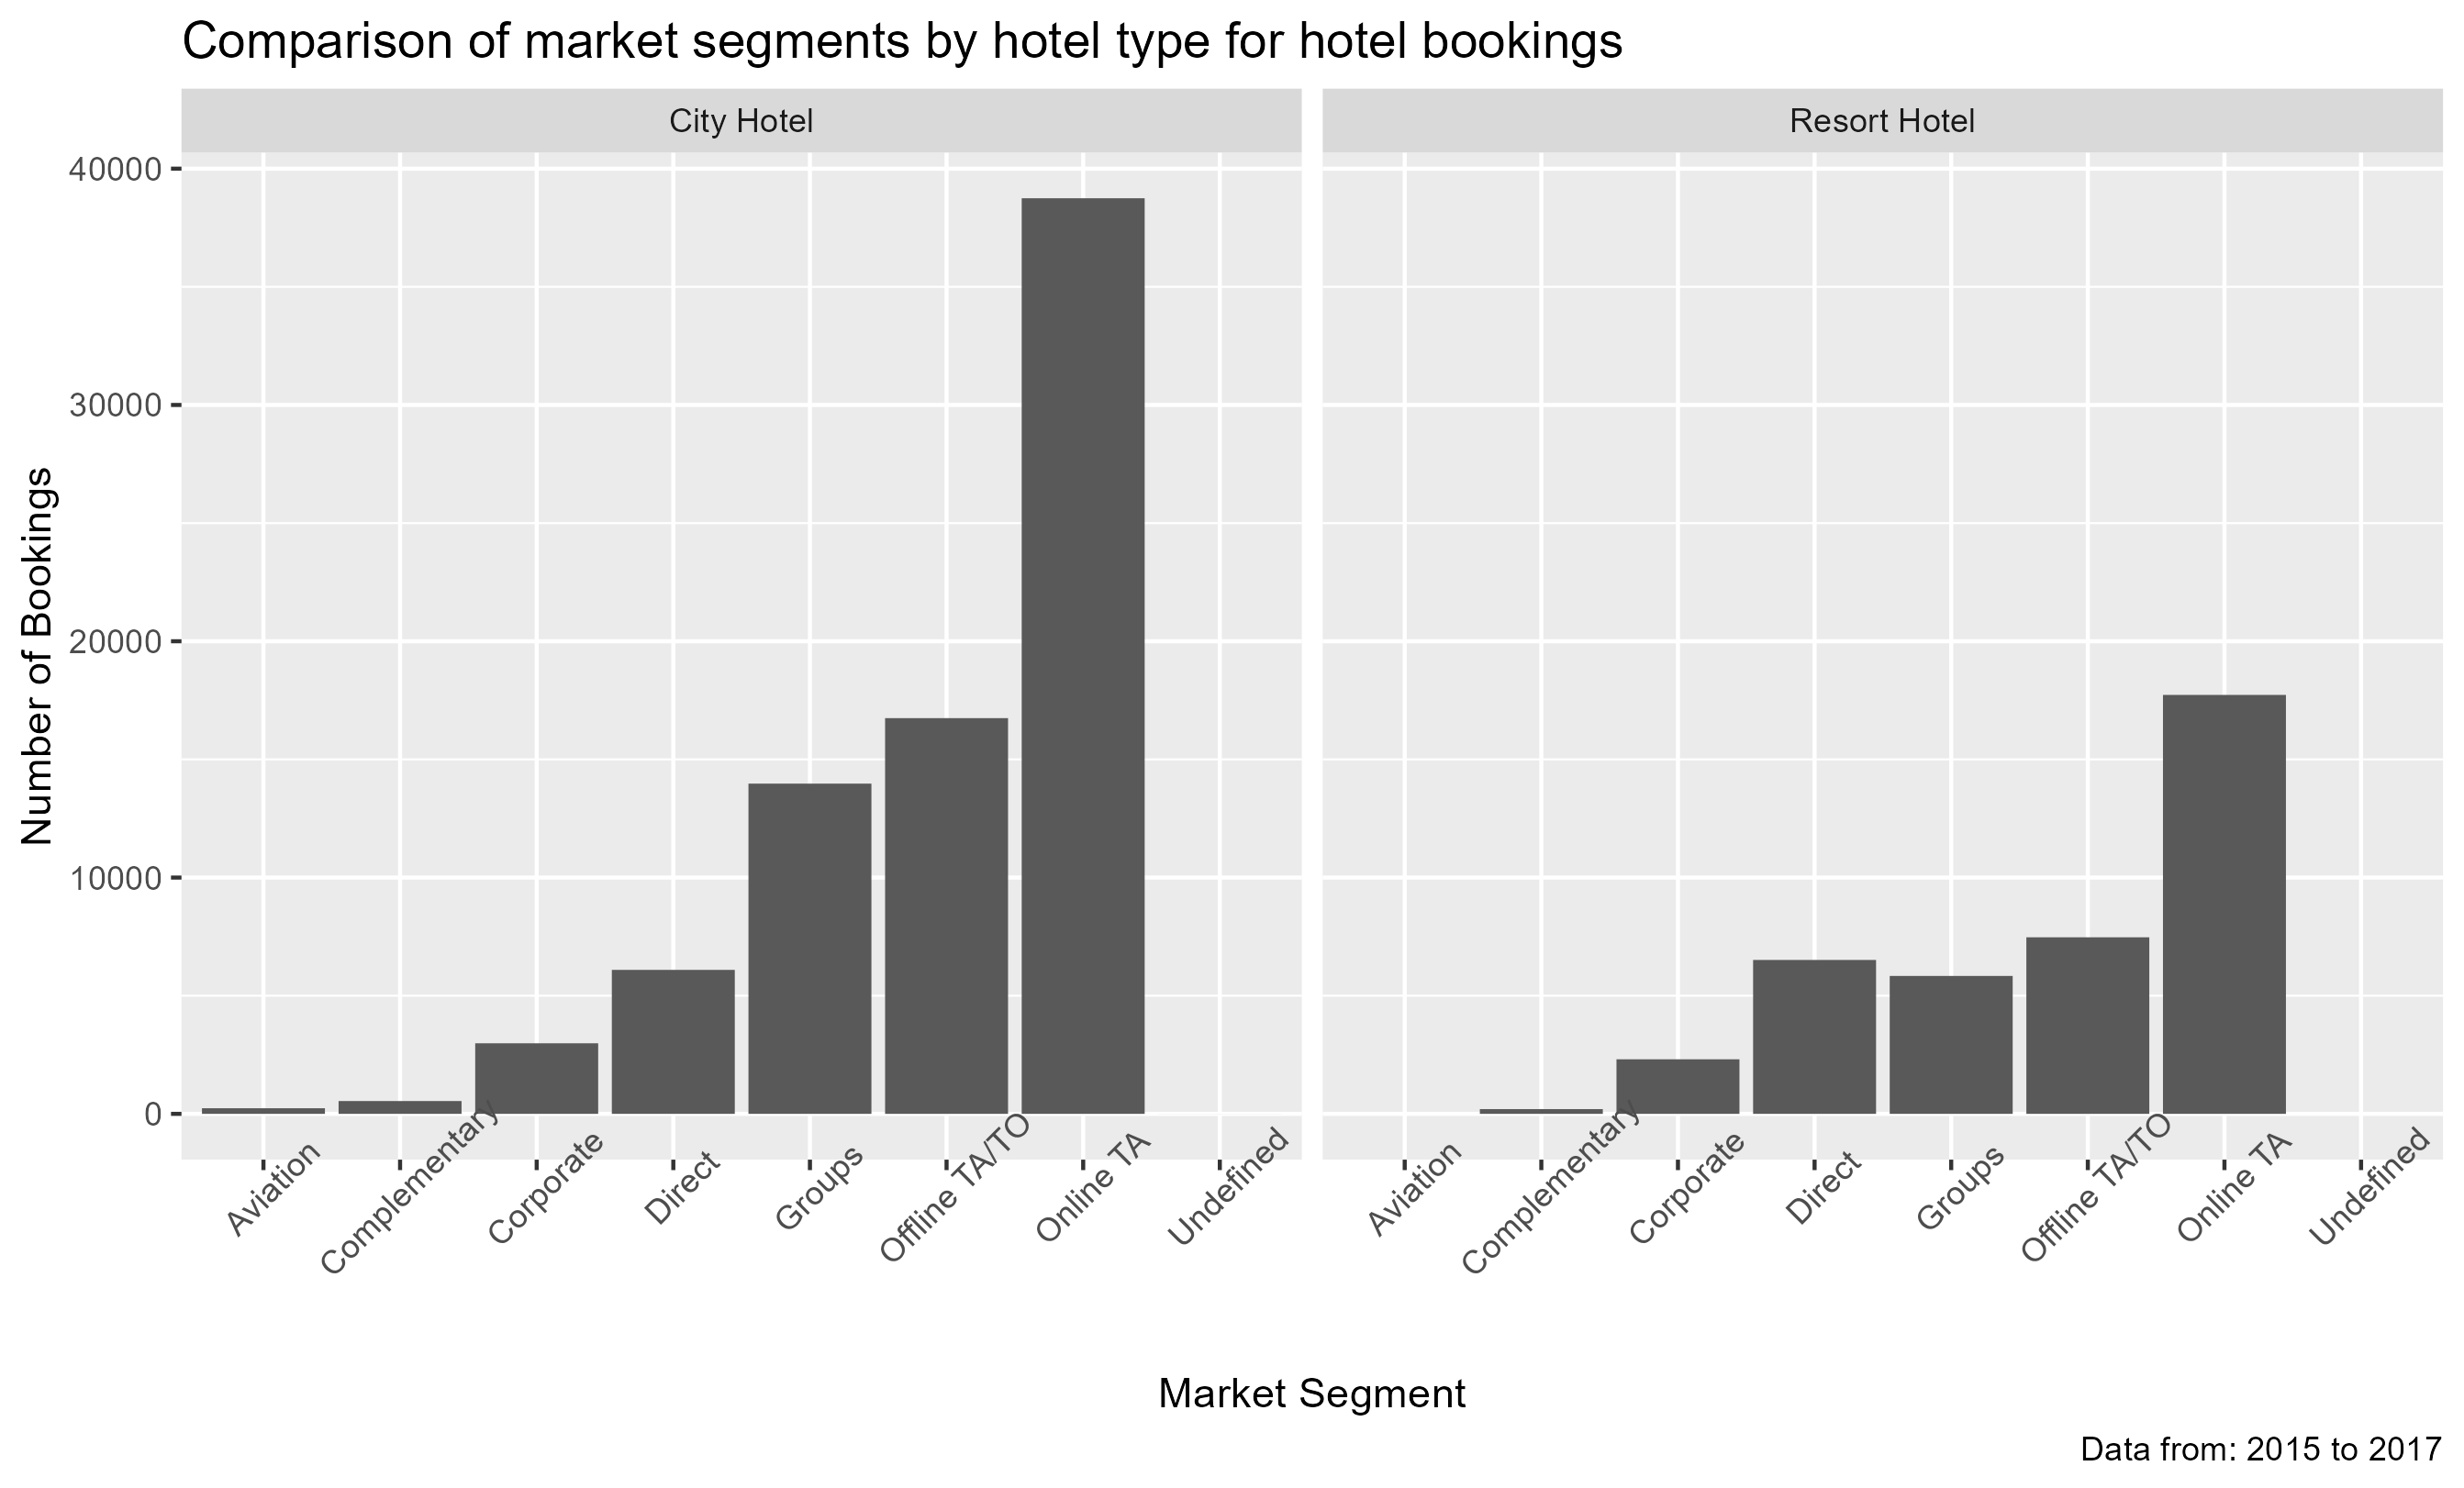 Comparison of market segments by hotel type for hotel bookings
City Hotel
Resort Hotel
Number of Bookings
40000
30000
20000
10000
0
Aviation
Complementary
Corporate
Direct
Groups
Offline TA/TO
Online TA
Undefined
Aviation
Complementary
Corporate
Direct
Groups
Offline TA/TO
Online TA
Undefined
Market Segment
Data from: 2015 to 2017